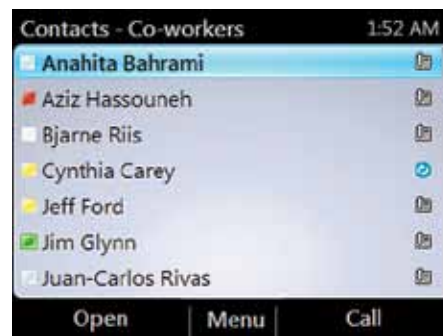 Contacts - Co-workers 1:52 AM
Anahita Bahrami
Aziz Hassouneh
Bjarne Riis
Cynthia Carey
Jeff Ford
Jim Glynn
Juan-Carlos Rivas
Open Menu Call